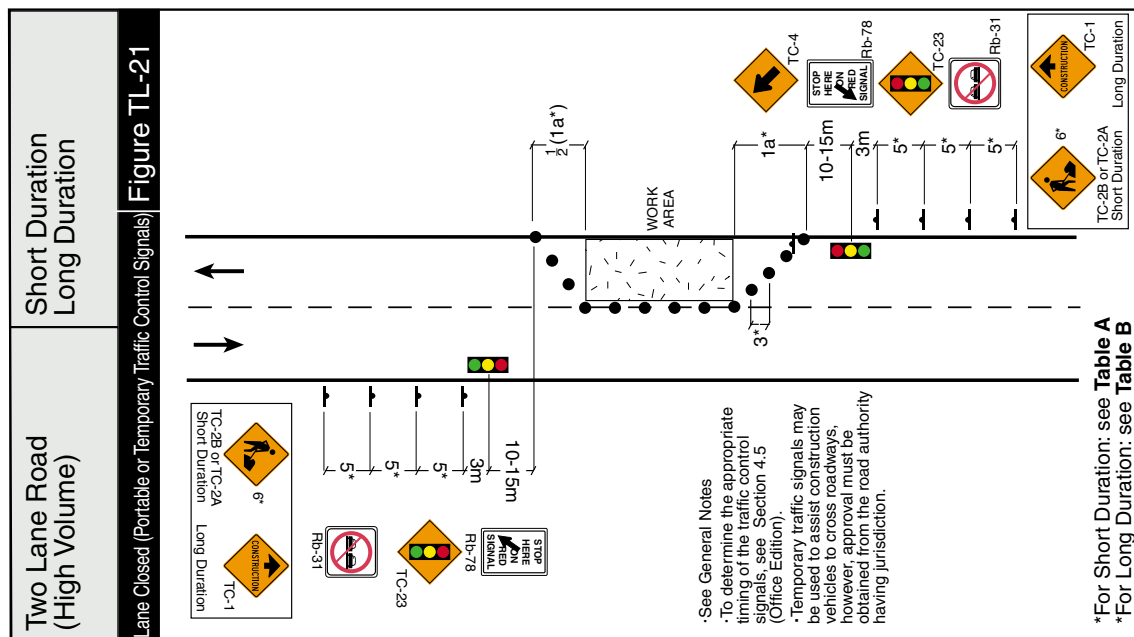 Two Lane Road
(High Volume)
Short Duration
Long Duration
Lane Closed (Portable or Temporary Traffic Control Signals)
Figure TL-21
TC-2B or TC-2A
Short Duration
6*
Long Duration
CONSTRUCTION
TC-1
Rb-31
TC-23
Rb-78
STOP
HERE
ON
RED
SIGNAL
5*
5*
5*
3m
10-15m
½ (1a*)
WORK
AREA
1a*
3*
10-15m
3m
5*
5*
5*
TC-4
STOP
HERE
ON
RED
SIGNAL
Rb-78
TC-23
Rb-31
CONSTRUCTION
TC-1
Long Duration
6*
TC-2B or TC-2A
Short Duration
·See General Notes
·To determine the appropriate
timing of the traffic control
signals, see Section 4.5
(Office Edition).
•Temporary traffic signals may
be used to assist construction
vehicles to cross roadways,
however, approval must be
obtained from the road authority
having jurisdiction.
*For Short Duration: see Table A
*For Long Duration: see Table B